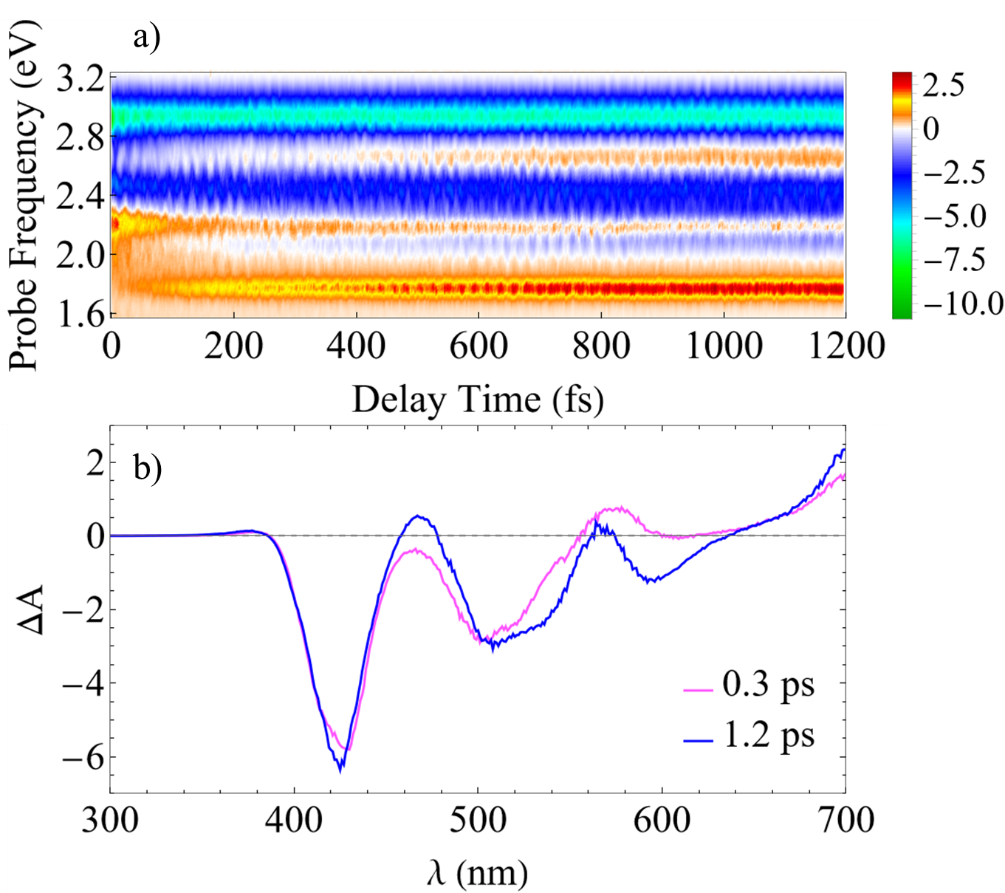 a)
Probe Frequency (eV)
3.2
2.8
2.4
2.0
1.6
0 200 400 600 800 1000 1200
Delay Time (fs)
2.5
0
−2.5
−5.0
−7.5
−10.0
b)
ΔA
2
0
−2
−4
−6
0.3 ps
1.2 ps
300 400 500 600 700
λ (nm)